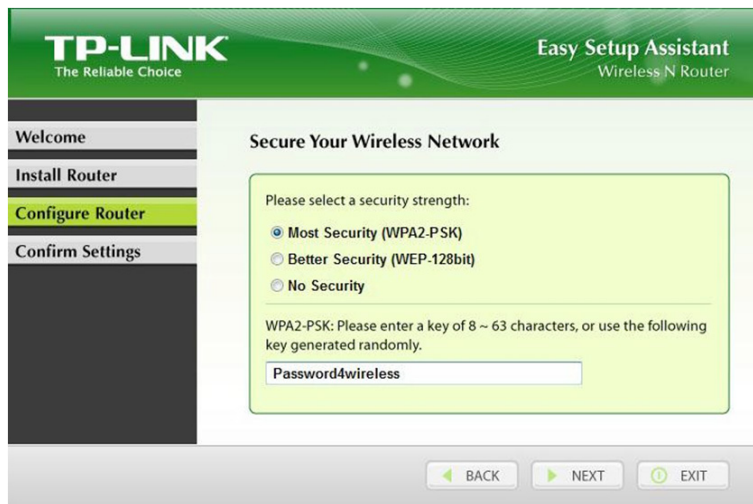 TP-LINK
The Reliable Choice
Easy Setup Assistant
Wireless N Router
Welcome
Install Router
Configure Router
Confirm Settings
Secure Your Wireless Network
Please select a security strength:
Most Security (WPA2-PSK)
Better Security (WEP-128bit)
No Security
WPA2-PSK: Please enter a key of 8 ~ 63 characters, or use the following
key generated randomly.
Password4wireless
BACK
NEXT
EXIT